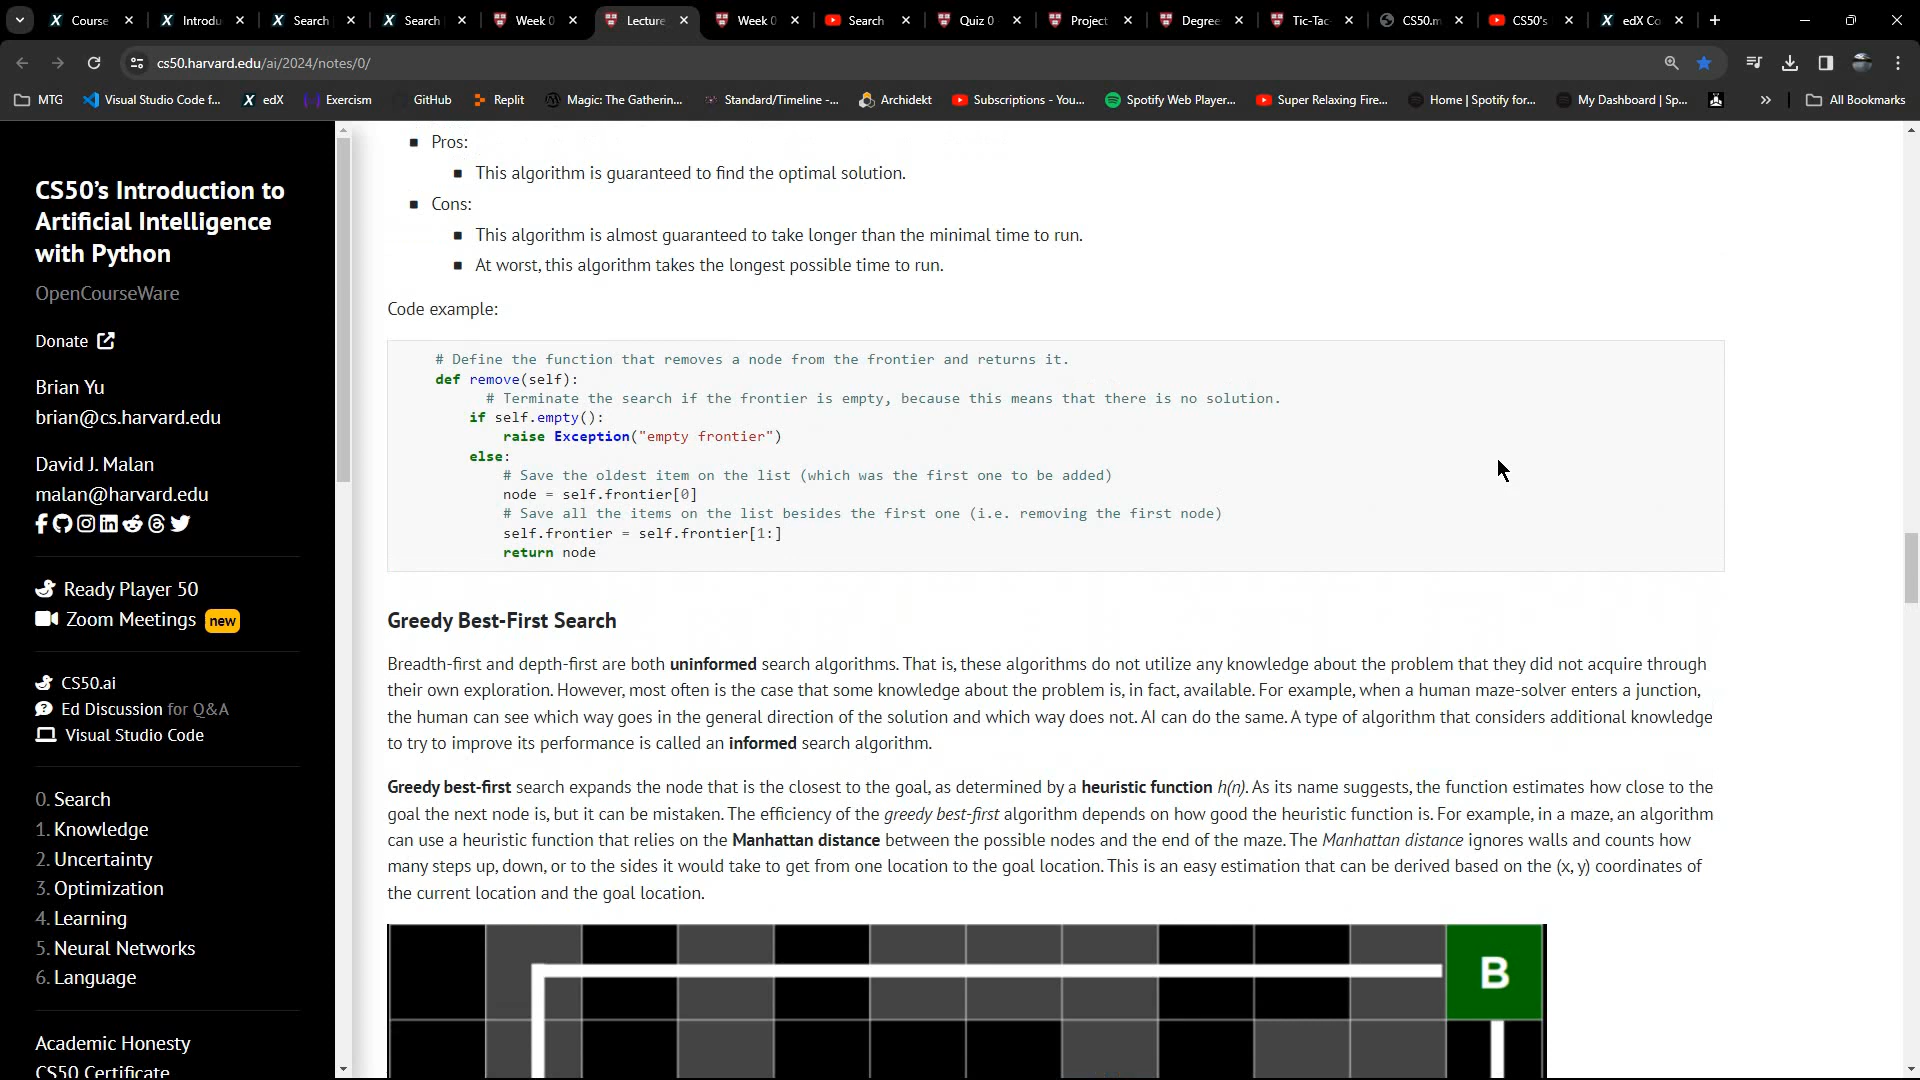 Course
Introdu
Search
Search
Week 0
Lecture
Week 0
Search
Quiz 0
Project
Degree
Tic-Tac
CS50.m
CS50's
edX Co
cs50.harvard.edu/ai/2024/notes/0/
MTG
Visual Studio Code f...
edX
Exercism
GitHub
Replit
Magic: The Gatherin...
Standard/Timeline -...
Archidekt
Subscriptions - You...
Spotify Web Player...
Super Relaxing Fire...
Home | Spotify for...
My Dashboard | Sp...
All Bookmarks
CS50’s Introduction to
Artificial Intelligence
with Python
OpenCourseWare
Donate
Brian Yu
brian@cs.harvard.edu
David J. Malan
malan@harvard.edu
Ready Player 50
Zoom Meetings new
CS50.ai
Ed Discussion for Q&A
Visual Studio Code
0. Search
1. Knowledge
2. Uncertainty
3. Optimization
4. Learning
5. Neural Networks
6. Language
Academic Honesty
CS50 Certificate
Pros:
This algorithm is guaranteed to find the optimal solution.
Cons:
This algorithm is almost guaranteed to take longer than the minimal time to run.
At worst, this algorithm takes the longest possible time to run.
Code example:
# Define the function that removes a node from the frontier and returns it.
def remove(self):
# Terminate the search if the frontier is empty, because this means that there is no solution.
if self.empty():
raise Exception("empty frontier")
else:
# Save the oldest item on the list (which was the first one to be added)
node = self.frontier[0]
# Save all the items on the list besides the first one (i.e. removing the first node)
self.frontier = self.frontier[1:]
return node
Greedy Best-First Search
Breadth-first and depth-first are both uninformed search algorithms. That is, these algorithms do not utilize any knowledge about the problem that they did not acquire through
their own exploration. However, most often is the case that some knowledge about the problem is, in fact, available. For example, when a human maze-solver enters a junction,
the human can see which way goes in the general direction of the solution and which way does not. AI can do the same. A type of algorithm that considers additional knowledge
to try to improve its performance is called an informed search algorithm.
Greedy best-first search expands the node that is the closest to the goal, as determined by a heuristic function h(n). As its name suggests, the function estimates how close to the
goal the next node is, but it can be mistaken. The efficiency of the greedy best-first algorithm depends on how good the heuristic function is. For example, in a maze, an algorithm
can use a heuristic function that relies on the Manhattan distance between the possible nodes and the end of the maze. The Manhattan distance ignores walls and counts how
many steps up, down, or to the sides it would take to get from one location to the goal location. This is an easy estimation that can be derived based on the (x, y) coordinates of
the current location and the goal location.
B